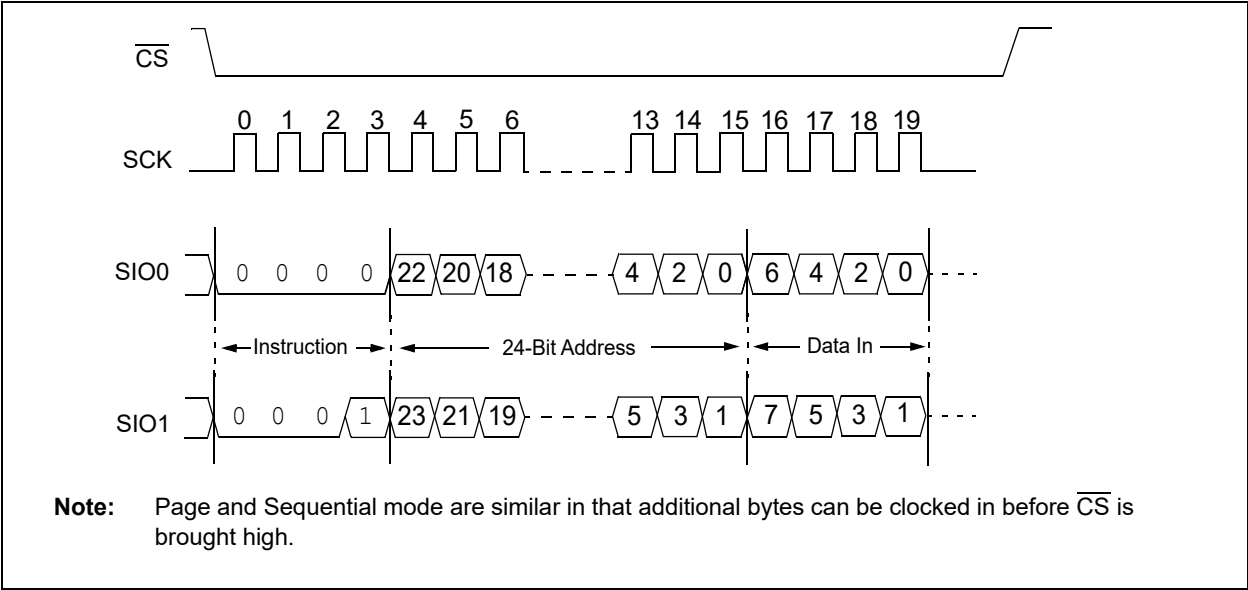 CS
0 1 2 3 4 5 6 13 14 15 16 17 18 19
SCK
SIO0 0 0 0 0 22 20 18 4 2 0 6 4 2 0
Instruction 24-Bit Address Data In
SIO1 0 0 0 1 23 21 19 5 3 1 7 5 3 1
Note: Page and Sequential mode are similar in that additional bytes can be clocked in before CS is
brought high.